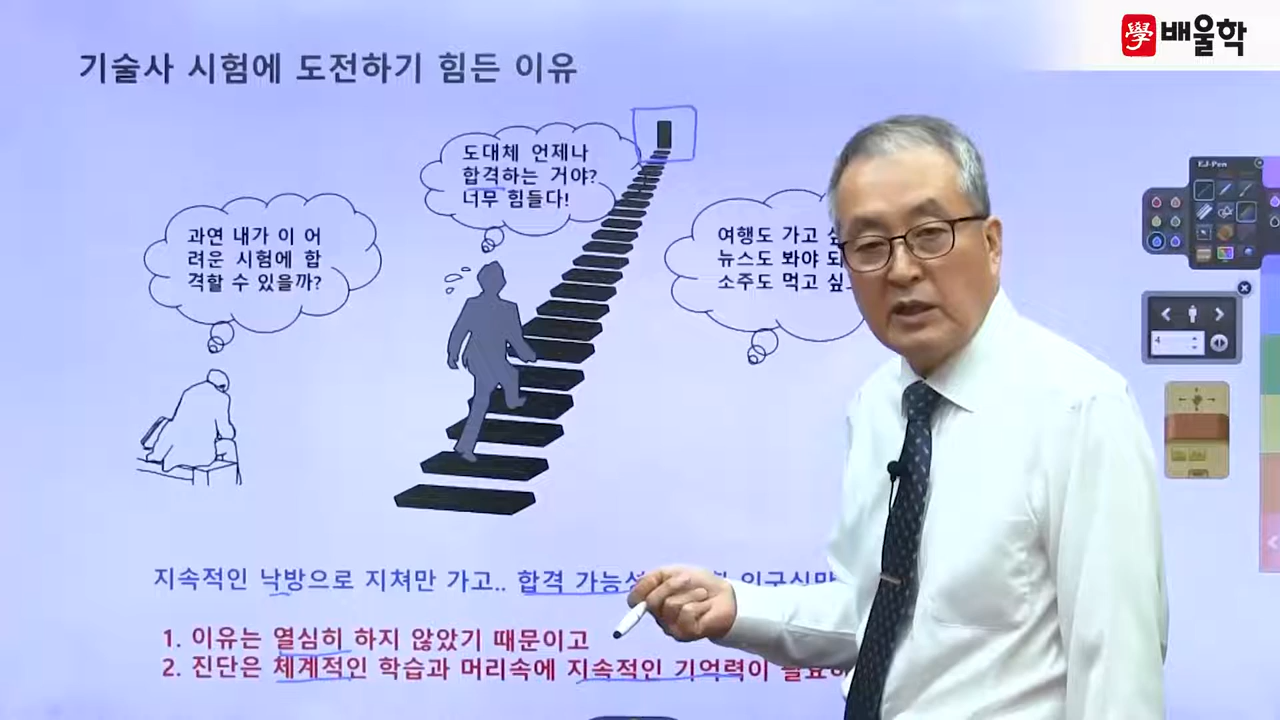 學 배울학
기술사 시험에 도전하기 힘든 이유
도대체 언제나
합격하는 거야?
너무 힘들다!
과연 내가 이 어
려운 시험에 합
격할 수 있을까?
여행도 가고
뉴스도 봐야
소주도 먹고
EJ-Pen
4
지속적인 낙방으로 지쳐만 가고.. 합격
1. 이유는 열심히 하지 않았기 때문이고
2. 진단은 체계적인 학습과 머리속에 지속적인 기억력이